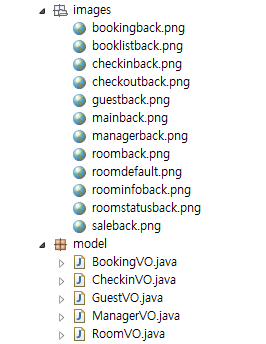 images
bookingback.png
booklistback.png
checkinback.png
checkoutback.png
guestback.png
mainback.png
managerback.png
roomback.png
roomdefault.png
roominfoback.png
roomstatusback.png
saleback.png
model
BookingVO.java
CheckinVO.java
GuestVO.java
ManagerVO.java
RoomVO.java